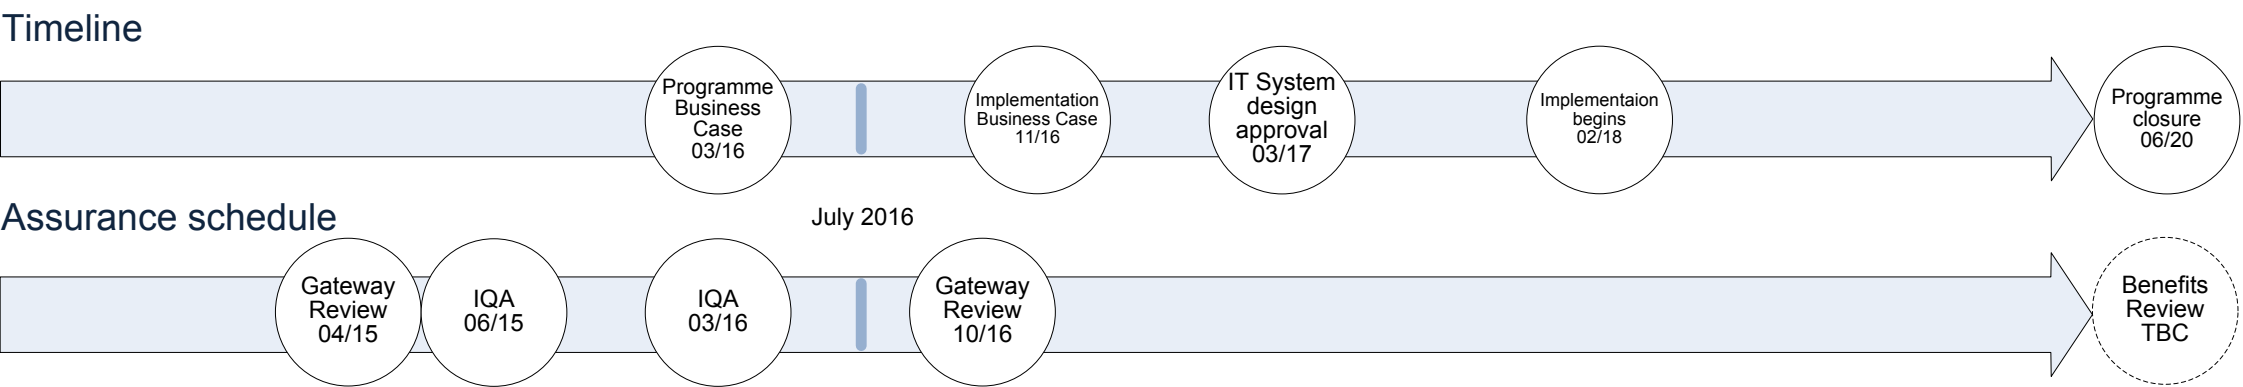 Timeline
Programme
Business
Case
03/16
Implementation
Business Case
11/16
IT System
design
approval
03/17
Implementaion
begins
02/18
Programme
closure
06/20
Assurance schedule
July 2016
Gateway
Review
04/15
IQA
06/15
IQA
03/16
Gateway
Review
10/16
Benefits
Review
TBC